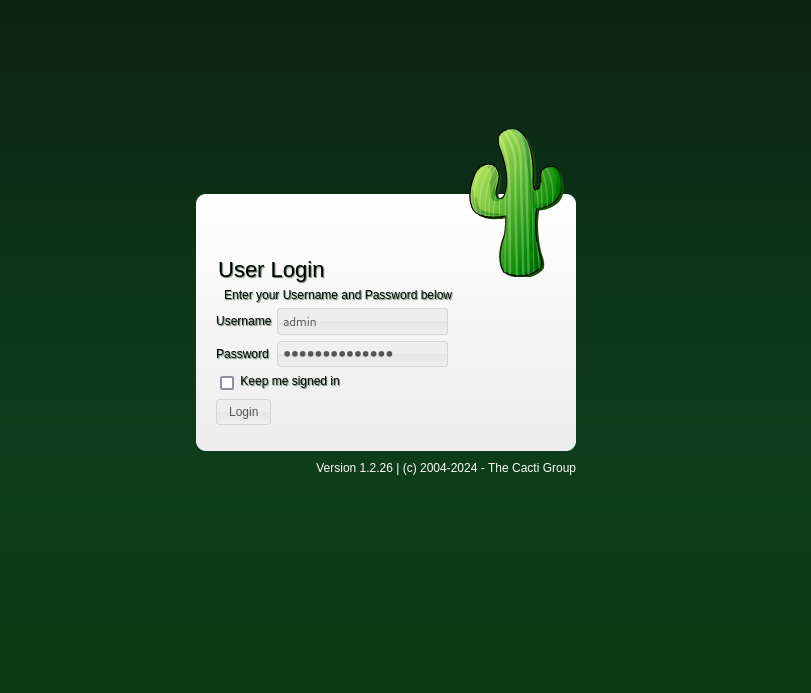 User Login
Enter your Username and Password below
Username admin
Password ●●●●●●●●●●●●●●
Keep me signed in
Login
Version 1.2.26 | (c) 2004-2024 - The Cacti Group